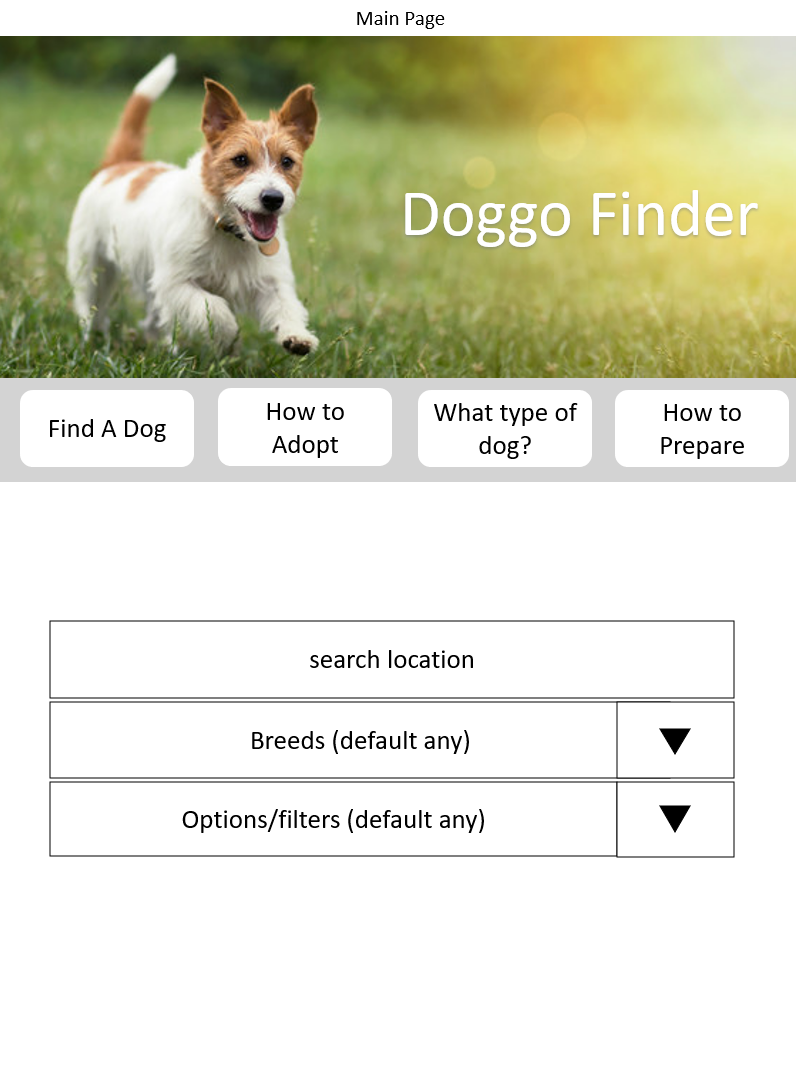 Main Page
Doggo Finder
Find A Dog
How to
Adopt
What type of
dog?
How to
Prepare
search location
Breeds (default any)
Options/filters (default any)